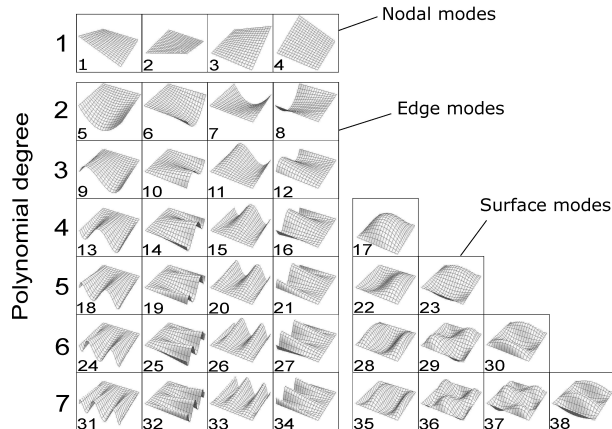 Nodal modes
1
1 2 3 4
Edge modes
2
5 6 7 8
3
9 10 11 12
Surface modes
4
13 14 15 16 17
5
18 19 20 21 22 23
6
24 25 26 27 28 29 30
7
31 32 33 34 35 36 37 38
Polynomial degree